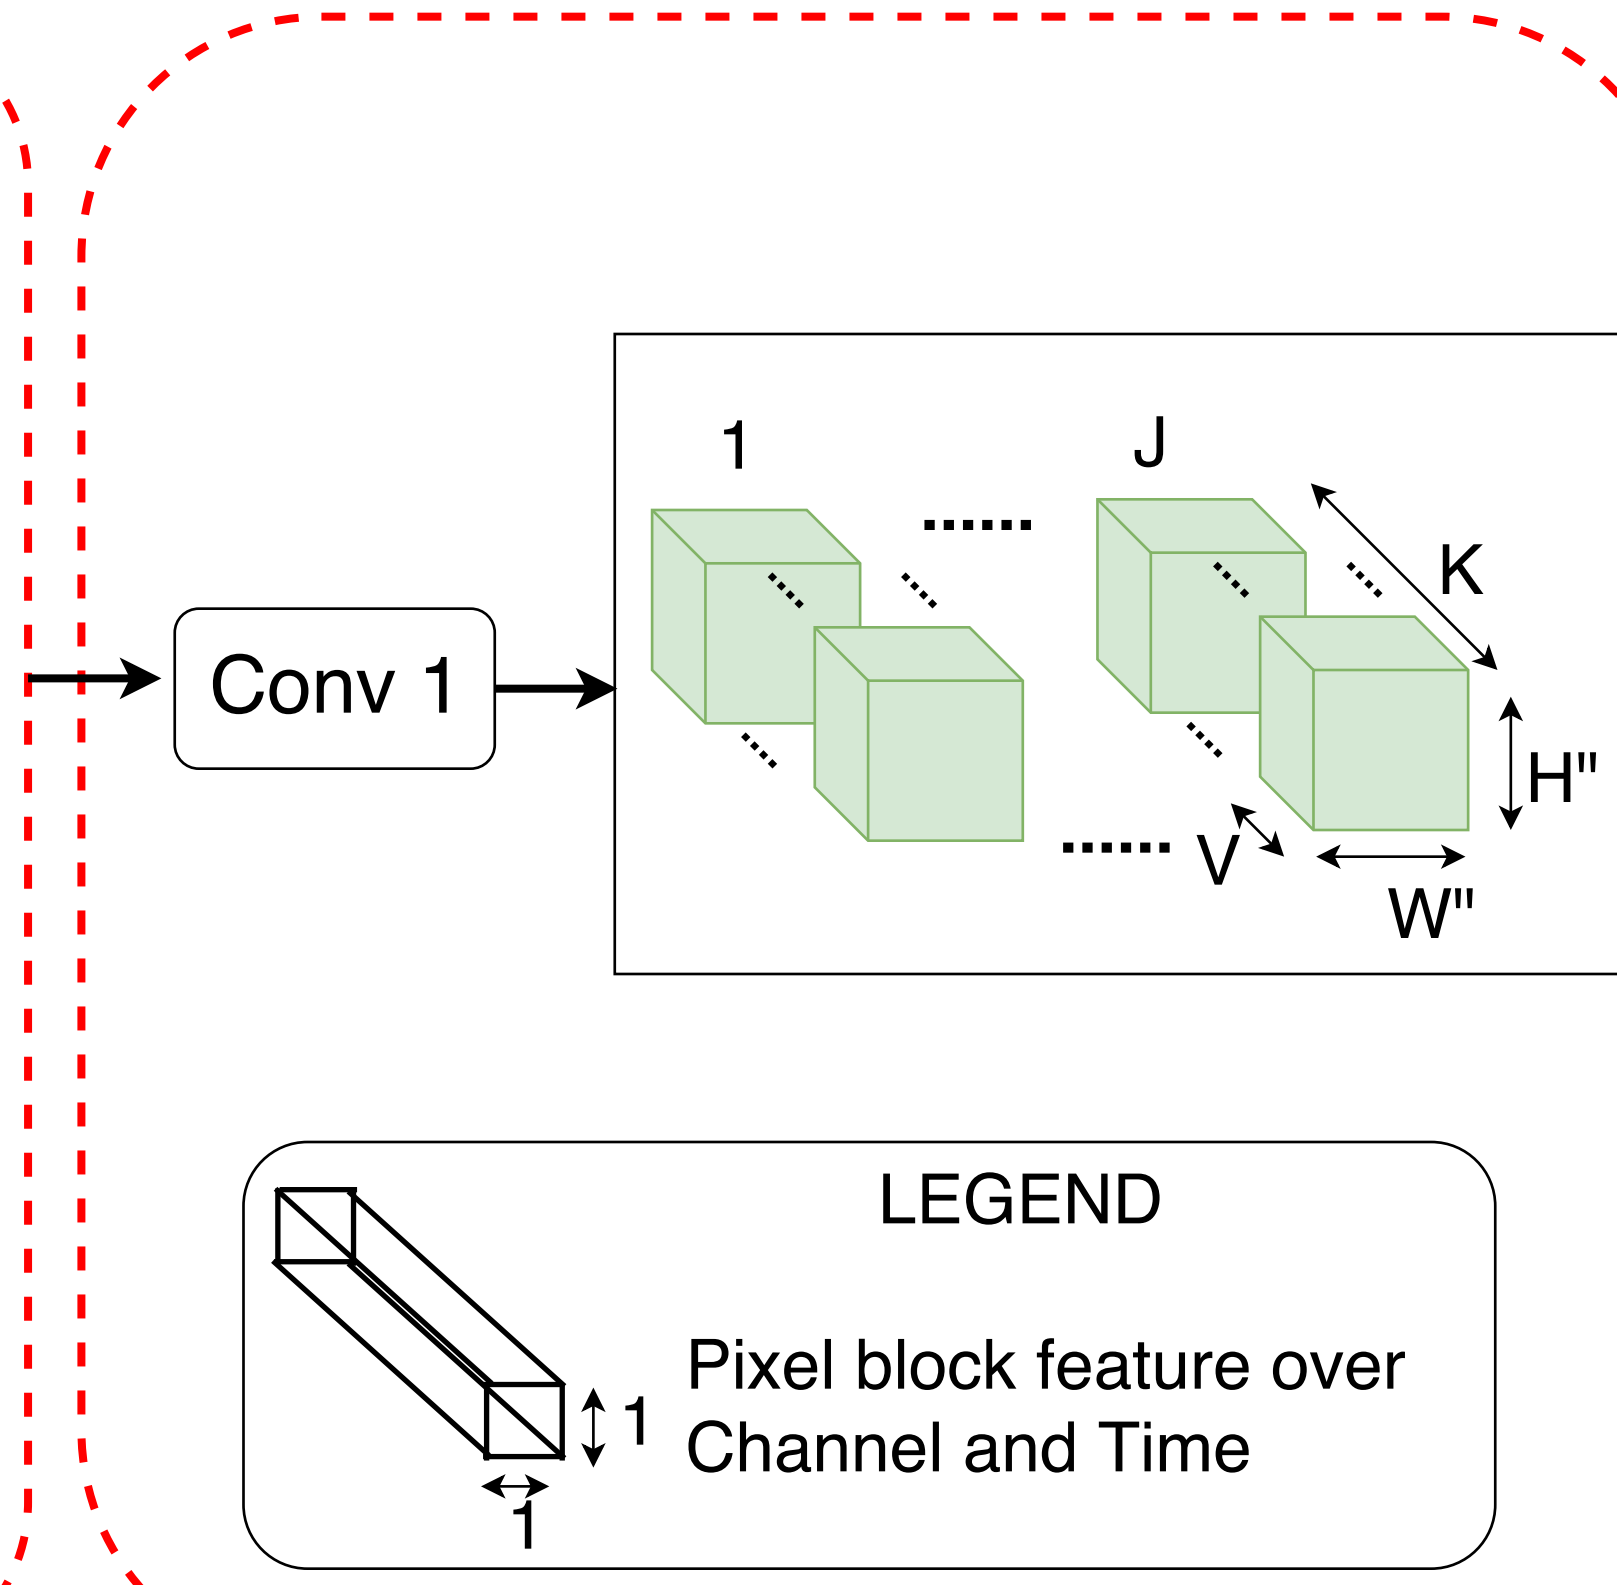 1
J
K
Conv 1
H"
V
W"
LEGEND
Pixel block feature over
Channel and Time
1
1